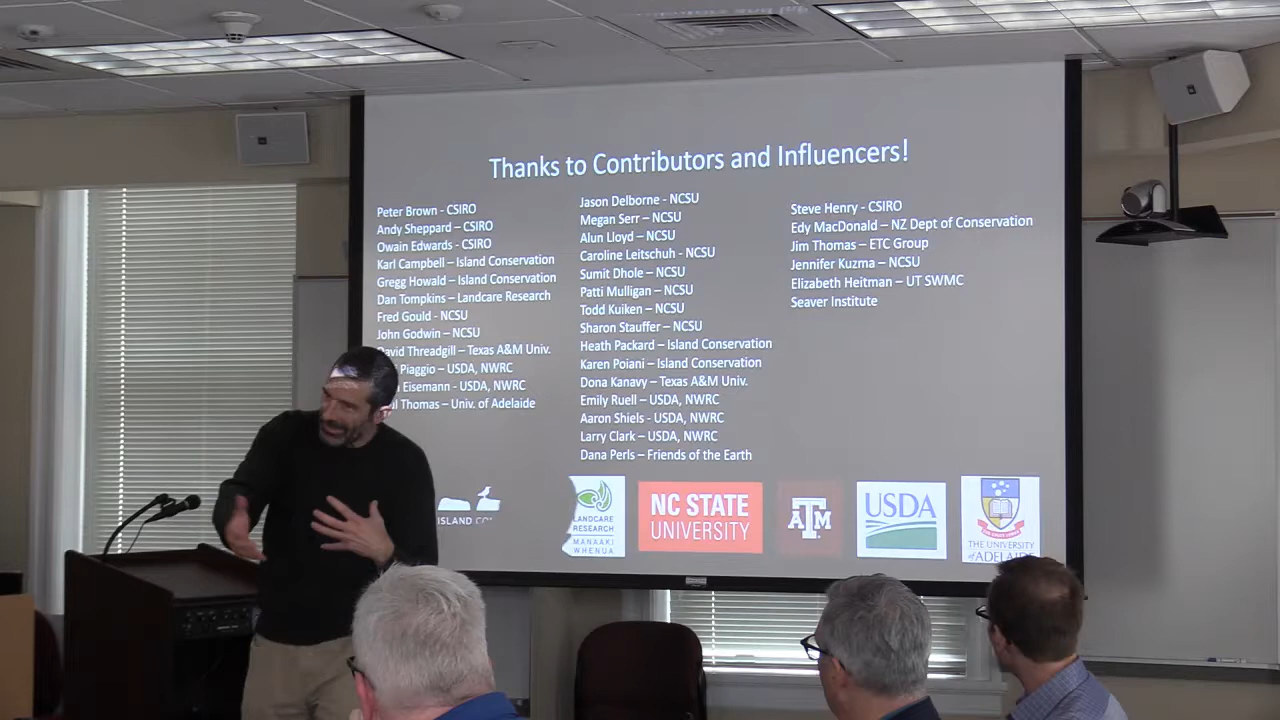 Thanks to Contributors and Influencers!
Peter Brown - CSIRO
Andy Sheppard – CSIRO
Owain Edwards - CSIRO
Karl Campbell – Island Conservation
Gregg Howald – Island Conservation
Dan Tompkins – Landcare Research
Fred Gould - NCSU
John Godwin – NCSU
David Threadgill – Texas A&M Univ.
Piaggio – USDA, NWRC
Eisemann - USDA, NWRC
Thomas – Univ. of Adelaide
Jason Delborne - NCSU
Megan Serr – NCSU
Alun Lloyd – NCSU
Caroline Leitschuh - NCSU
Sumit Dhole – NCSU
Patti Mulligan – NCSU
Todd Kuiken – NCSU
Sharon Stauffer – NCSU
Heath Packard – Island Conservation
Karen Poiani – Island Conservation
Dona Kanavy – Texas A&M Univ.
Emily Ruell – USDA, NWRC
Aaron Shiels - USDA, NWRC
Larry Clark – USDA, NWRC
Dana Perls – Friends of the Earth
Steve Henry - CSIRO
Edy MacDonald – NZ Dept of Conservation
Jim Thomas – ETC Group
Jennifer Kuzma – NCSU
Elizabeth Heitman – UT SWMC
Seaver Institute
ISLAND
LANDCARE
RESEARCH
MANAAKI
WHENUA
NC STATE
UNIVERSITY
ATM
USDA
THE UNIVERSITY
of ADELAIDE